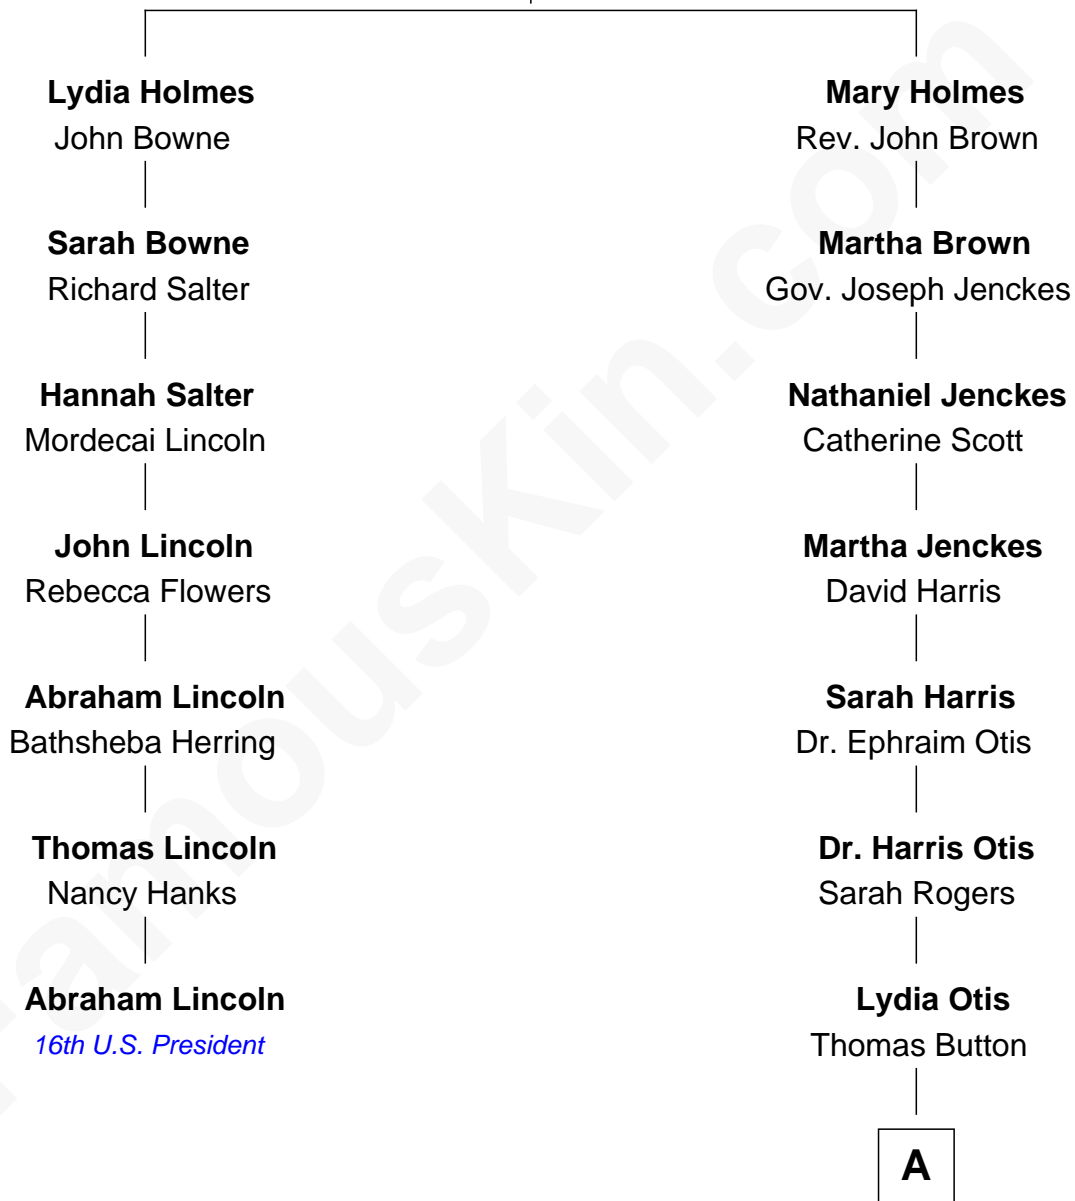 Lydia Holmes
John Bowne
Mary Holmes
Rev. John Brown
Sarah Bowne
Richard Salter
Martha Brown
Gov. Joseph Jenckes
Hannah Salter
Mordecai Lincoln
Nathaniel Jenckes
Catherine Scott
John Lincoln
Rebecca Flowers
Martha Jenckes
David Harris
Abraham Lincoln
Bathsheba Herring
Sarah Harris
Dr. Ephraim Otis
Thomas Lincoln
Nancy Hanks
Dr. Harris Otis
Sarah Rogers
Abraham Lincoln
16th U.S. President
Lydia Otis
Thomas Button
A
FamousKin.com